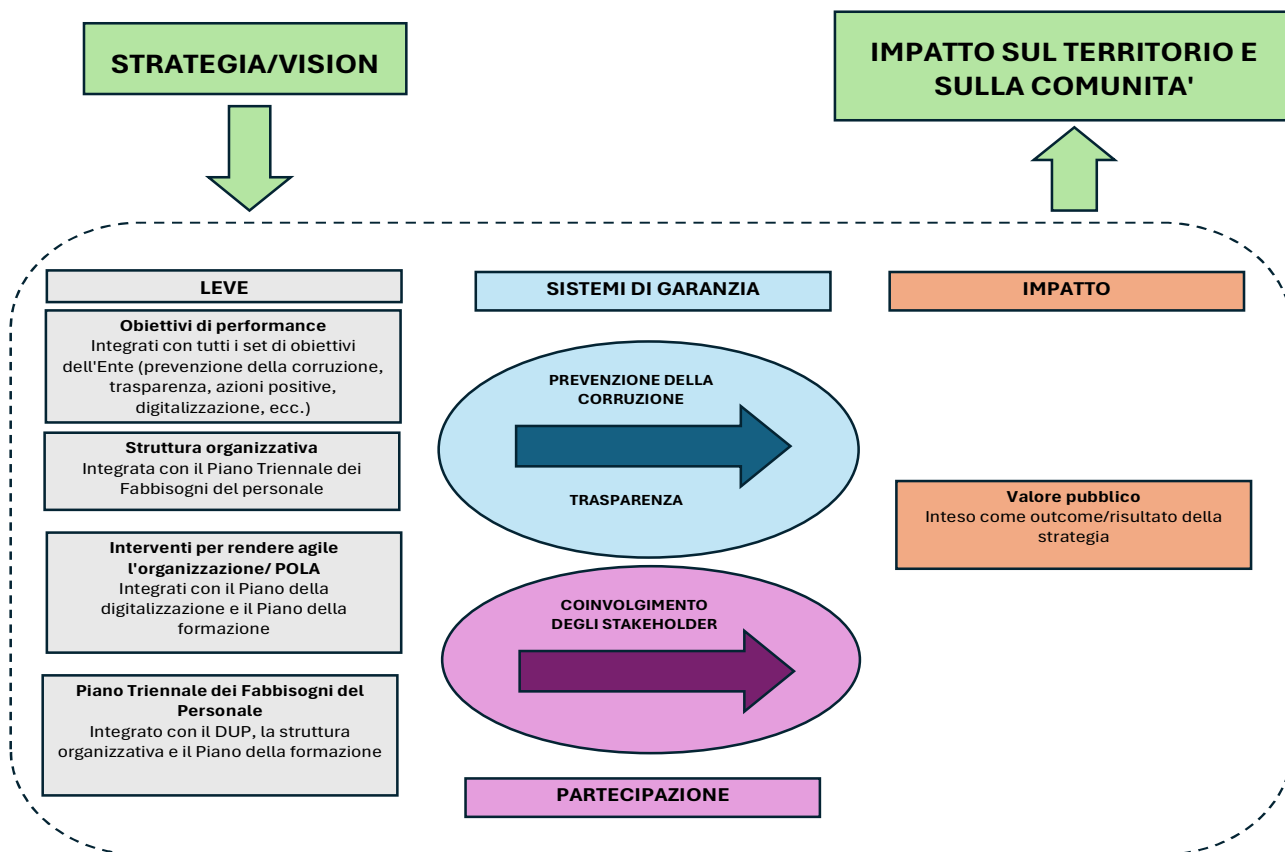 STRATEGIA/VISION
IMPATTO SUL TERRITORIO E
SULLA COMUNITA'
LEVE
Obiettivi di performance
Integrati con tutti i set di obiettivi
dell'Ente (prevenzione della corruzione,
trasparenza, azioni positive,
digitalizzazione, ecc.)
Struttura organizzativa
Integrata con il Piano Triennale dei
Fabbisogni del personale
Interventi per rendere agile
l'organizzazione/ POLA
Integrati con il Piano della
digitalizzazione e il Piano della
formazione
Piano Triennale dei Fabbisogni del
Personale
Integrato con il DUP, la struttura
organizzativa e il Piano della formazione
SISTEMI DI GARANZIA
PREVENZIONE DELLA
CORRUZIONE
TRASPARENZA
COINVOLGIMENTO
DEGLI STAKEHOLDER
PARTECIPAZIONE
IMPATTO
Valore pubblico
Inteso come outcome/risultato della
strategia